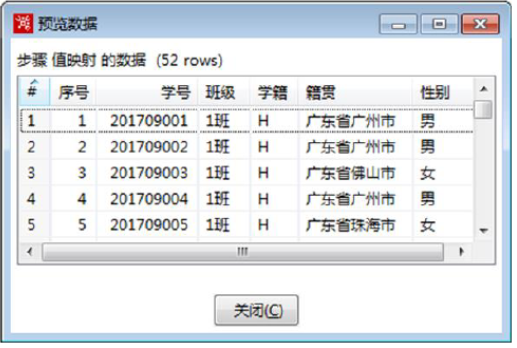 预览数据
步骤 值映射 的数据 (52 rows)
# 序号 学号 班级 学籍 籍贯 性别
1 1 201709001 1班 H 广东省广州市 男
2 2 201709002 1班 H 广东省广州市 男
3 3 201709003 1班 H 广东省佛山市 女
4 4 201709004 1班 H 广东省广州市 男
5 5 201709005 1班 H 广东省珠海市 女
关闭(C)